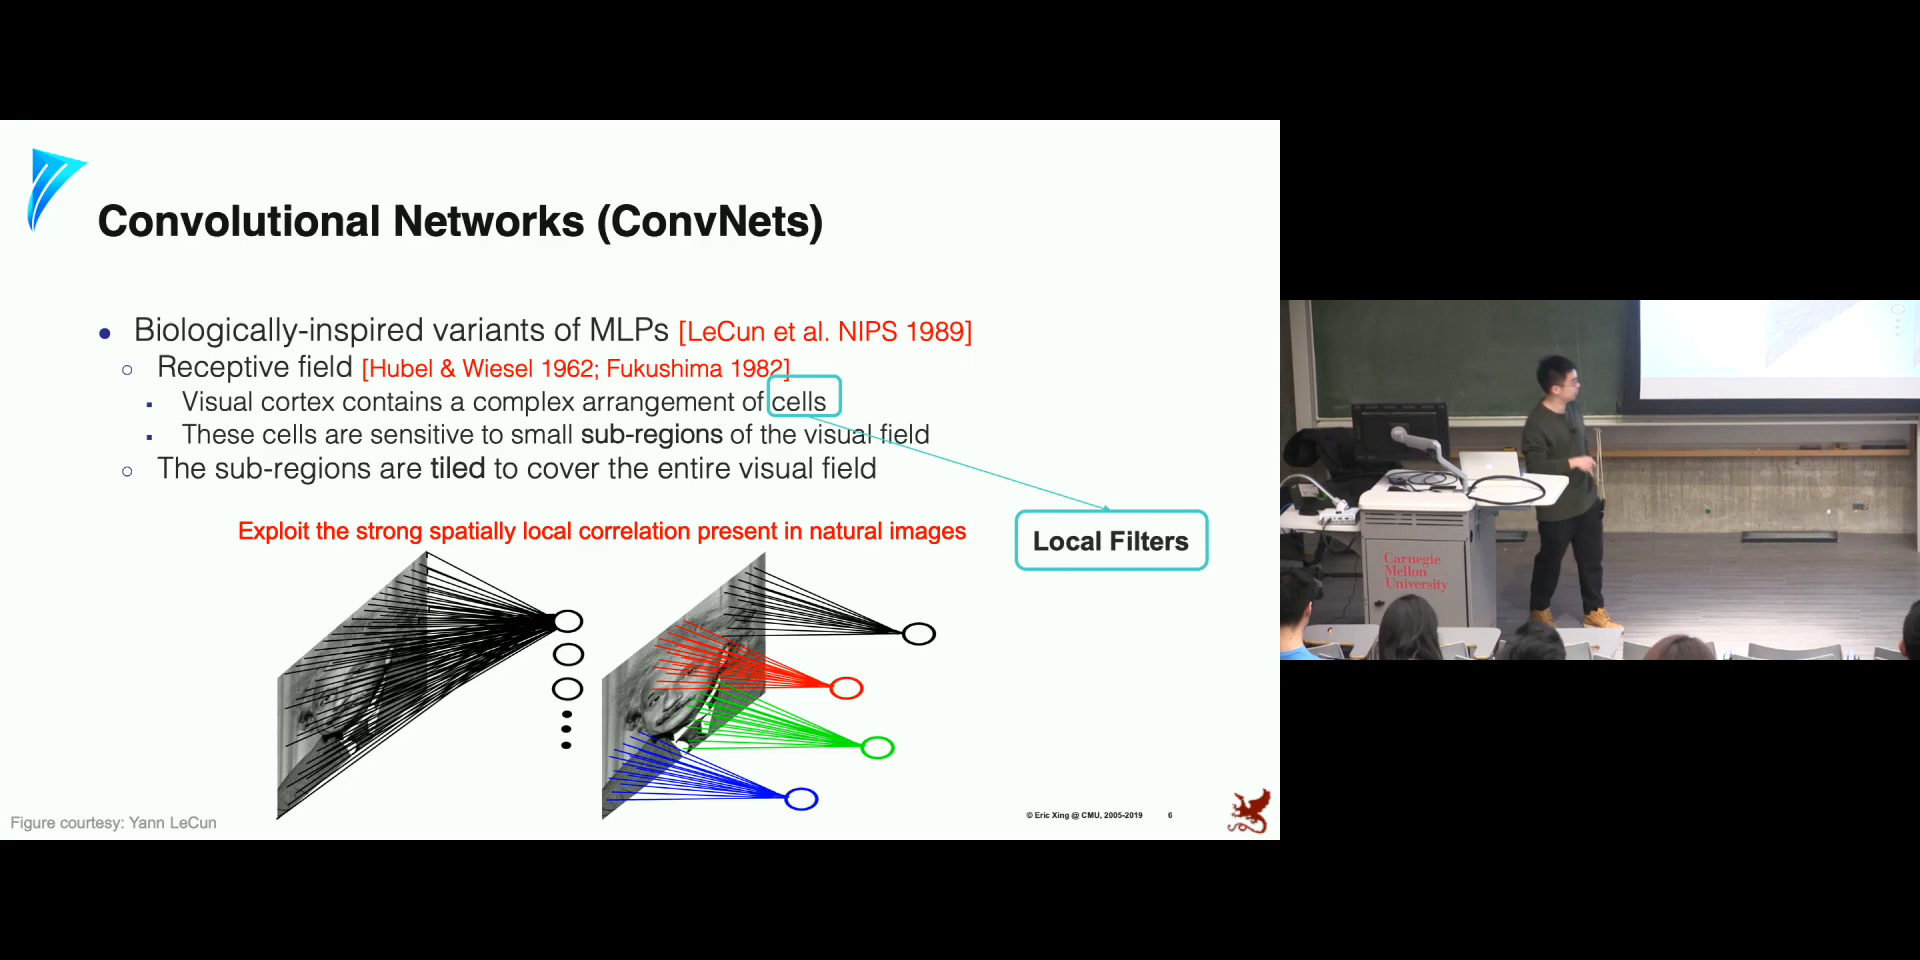 Convolutional Networks (ConvNets)
Biologically-inspired variants of MLPs [LeCun et al. NIPS 1989]
Receptive field [Hubel & Wiesel 1962; Fukushima 1982]
Visual cortex contains a complex arrangement of cells
These cells are sensitive to small sub-regions of the visual field
The sub-regions are tiled to cover the entire visual field
Exploit the strong spatially local correlation present in natural images
Local Filters
Figure courtesy: Yann LeCun
© Eric Xing @ CMU, 2005-2019
6
Carnegie
Mellon
University